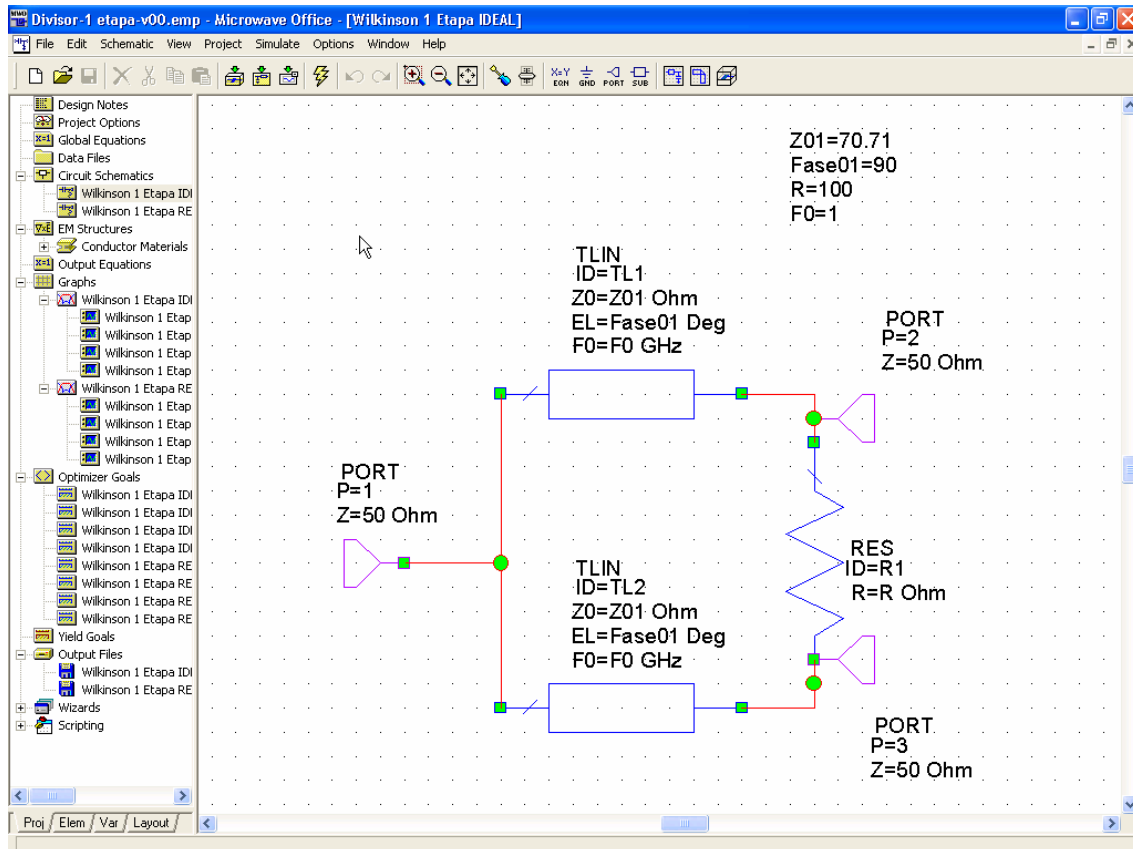 Divisor-1 etapa-v00.emp - Microwave Office - [Wilkinson 1 Etapa IDEAL]
File Edit Schematic View Project Simulate Options Window Help
X=Y
EQN
GND
PORT
SUB
Design Notes
Project Options
Global Equations
Data Files
Circuit Schematics
Wilkinson 1 Etapa IDI
Wilkinson 1 Etapa RE
EM Structures
Conductor Materials
Output Equations
Graphs
Wilkinson 1 Etapa IDI
Wilkinson 1 Etap
Wilkinson 1 Etap
Wilkinson 1 Etap
Wilkinson 1 Etap
Wilkinson 1 Etapa RE
Wilkinson 1 Etap
Wilkinson 1 Etap
Wilkinson 1 Etap
Wilkinson 1 Etap
Optimizer Goals
Wilkinson 1 Etapa IDI
Wilkinson 1 Etapa IDI
Wilkinson 1 Etapa IDI
Wilkinson 1 Etapa IDI
Wilkinson 1 Etapa RE
Wilkinson 1 Etapa RE
Wilkinson 1 Etapa RE
Wilkinson 1 Etapa RE
Yield Goals
Output Files
Wilkinson 1 Etapa IDI
Wilkinson 1 Etapa RE
Wizards
Scripting
Proj Elem Var Layout
Z01=70.71
Fase01=90
R=100
F0=1
TLIN
ID=TL1
Z0=Z01 Ohm
EL=Fase01 Deg
F0=F0 GHz
PORT
P=2
Z=50 Ohm
PORT
P=1
Z=50 Ohm
RES
ID=R1
R=R Ohm
TLIN
ID=TL2
Z0=Z01 Ohm
EL=Fase01 Deg
F0=F0 GHz
PORT
P=3
Z=50 Ohm